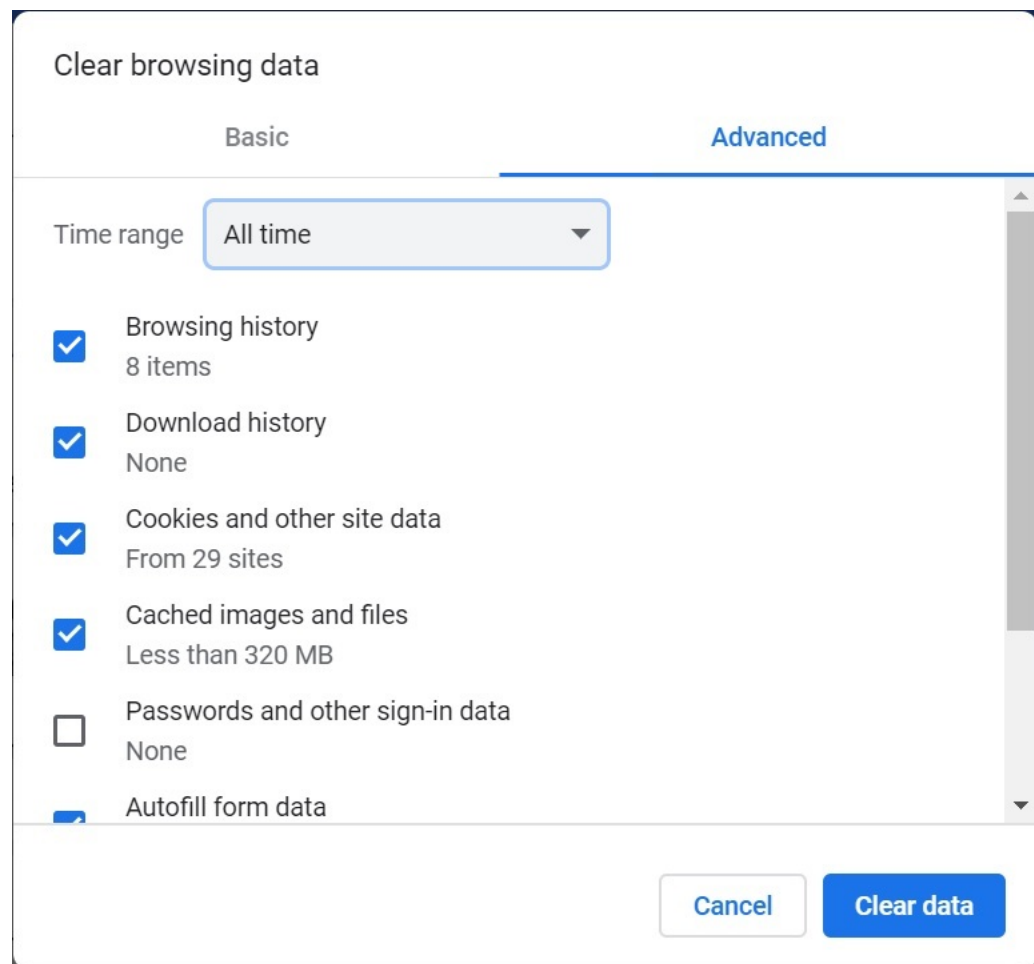 Clear browsing data
Basic
Advanced
Time range
All time
Browsing history
8 items
Download history
None
Cookies and other site data
From 29 sites
Cached images and files
Less than 320 MB
Passwords and other sign-in data
None
Autofill form data
Cancel
Clear data